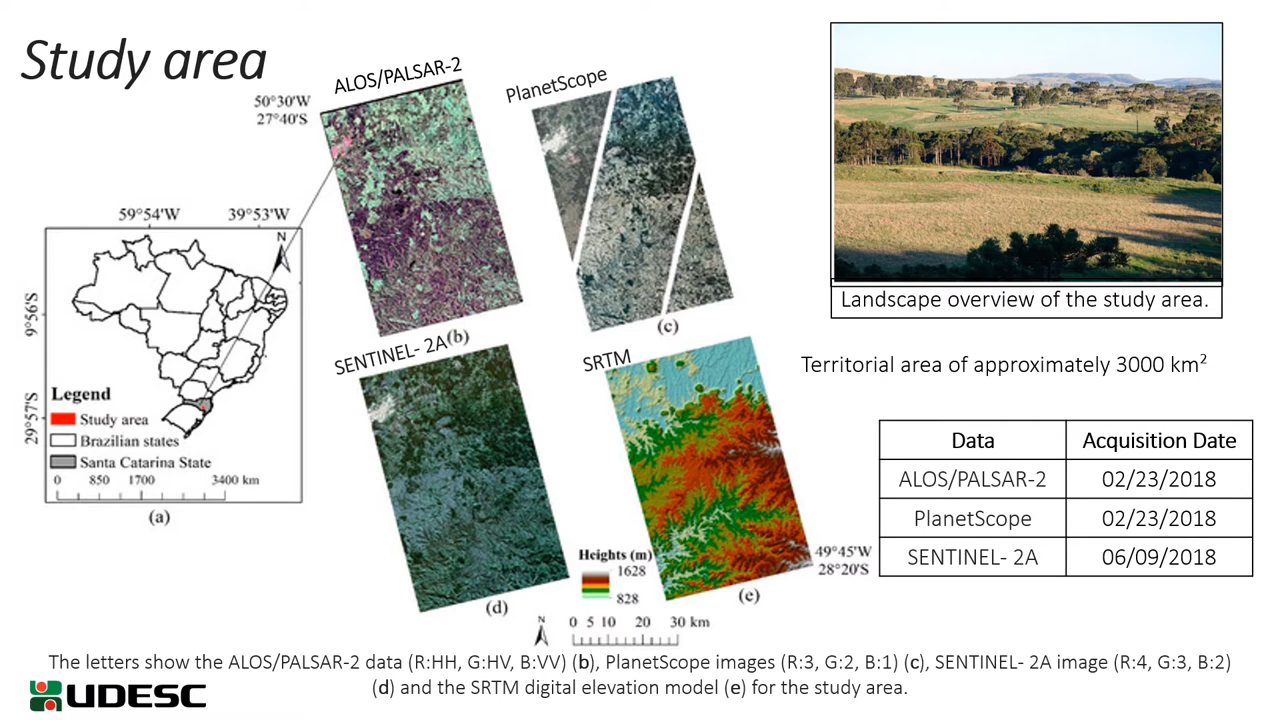 Study area
ALOS/PALSAR-2
PlanetScope
50°30'W
27°40'S
59°54'W 39°53'W
N
9°56'S
29°57'S
Legend
Study area
Brazilian states
Santa Catarina State
0 850 1700 3400 km
(a)
(b)
(c)
SENTINEL- 2A
SRTM
Heights (m)
1628
828
49°45'W
28°20'S
(d)
(e)
N
0 5 10 20 30 km
Landscape overview of the study area.
Territorial area of approximately 3000 km²
Data Acquisition Date
ALOS/PALSAR-2 02/23/2018
PlanetScope 02/23/2018
SENTINEL- 2A 06/09/2018
The letters show the ALOS/PALSAR-2 data (R:HH, G:HV, B:VV) (b), PlanetScope images (R:3, G:2, B:1) (c), SENTINEL- 2A image (R:4, G:3, B:2)
(d) and the SRTM digital elevation model (e) for the study area.
UDESC